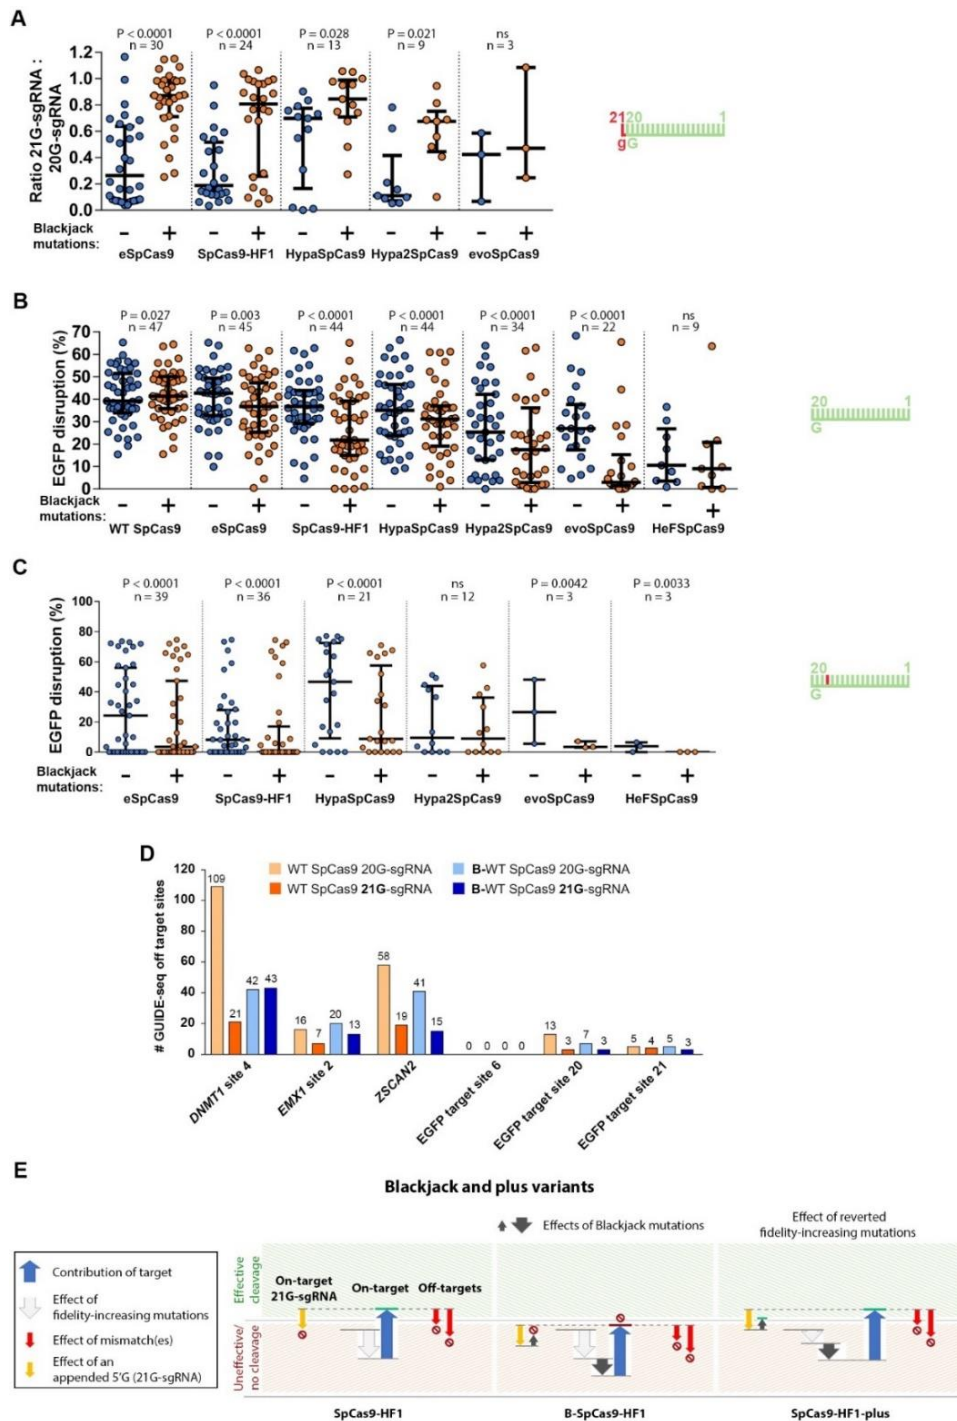 A
P < 0.0001 P < 0.0001 P = 0.028 P = 0.021 ns
n = 30 n = 24 n = 13 n = 9 n = 3
Ratio 21G-sgRNA :
20G-sgRNA
1.2
1.0
0.8
0.6
0.4
0.2
0.0
21 20 1
g G
Blackjack
mutations:
- + - + - + - + - +
eSpCas9 SpCas9-HF1 HypaSpCas9 Hypa2SpCas9 evoSpCas9
B
P = 0.027 P = 0.003 P < 0.0001 P < 0.0001 P < 0.0001 P < 0.0001 ns
n = 47 n = 45 n = 44 n = 44 n = 34 n = 22 n = 9
EGFP disruption (%)
70
60
50
40
30
20
10
0
20 1
G
Blackjack
mutations:
- + - + - + - + - + - + - +
WT SpCas9 eSpCas9 SpCas9-HF1 HypaSpCas9 Hypa2SpCas9 evoSpCas9 HeFSpCas9
C
P < 0.0001 P < 0.0001 P < 0.0001 ns P = 0.0042 P = 0.0033
n = 39 n = 36 n = 21 n = 12 n = 3 n = 3
EGFP disruption (%)
100
80
60
40
20
0
20 1
G
Blackjack
mutations:
- + - + - + - + - + - +
eSpCas9 SpCas9-HF1 HypaSpCas9 Hypa2SpCas9 evoSpCas9 HeFSpCas9
D
# GUIDE-seq off target sites
120
100
80
60
40
20
0
WT SpCas9 20G-sgRNA B-WT SpCas9 20G-sgRNA
WT SpCas9 21G-sgRNA B-WT SpCas9 21G-sgRNA
109 21 42 43
16 7 20 13
58 19 41 15
0 0 0 0
13 3 7 3
5 4 5 3
DNMT1 site 4
EMX1 site 2
ZSCAN2
EGFP target site 6
EGFP target site 20
EGFP target site 21
E
Blackjack and plus variants
Effects of Blackjack mutations
Effect of reverted
fidelity-increasing mutations
Contribution of target
Effect of
fidelity-increasing mutations
Effect of mismatch(es)
Effect of an
appended 5'G (21G-sgRNA)
Effective
cleavage
Uneffective/
no cleavage
On-target
21G-sgRNA
On-target
Off-targets
SpCas9-HF1 B-SpCas9-HF1 SpCas9-HF1-plus